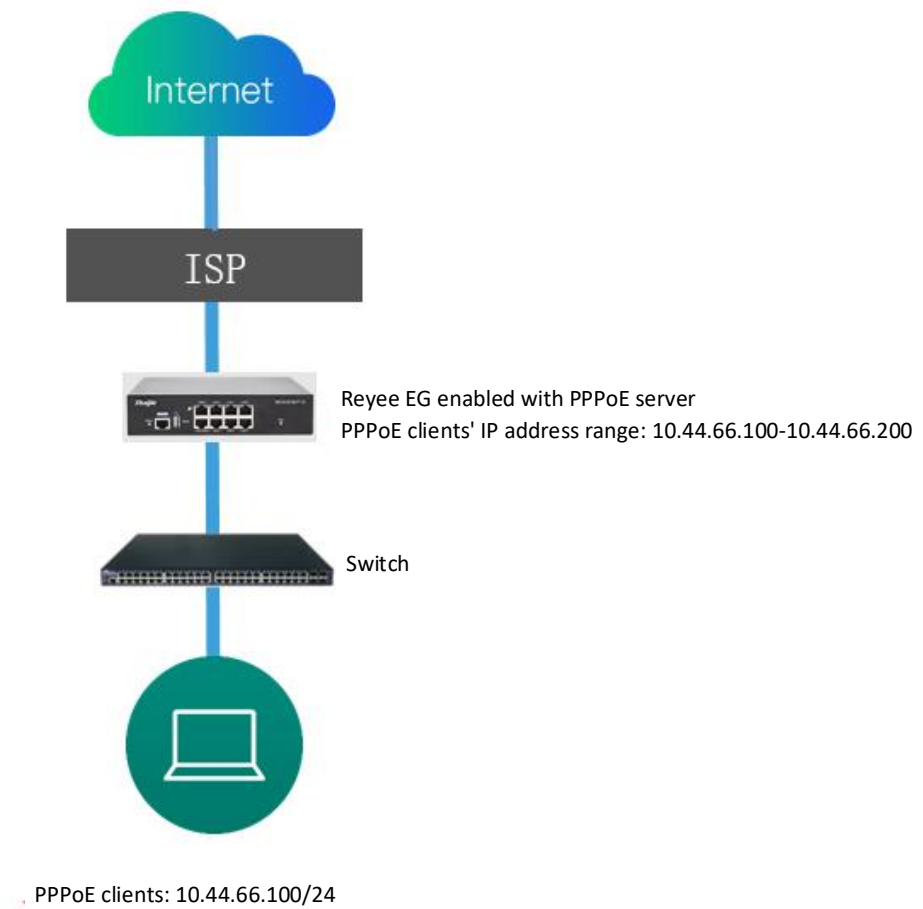 Internet
ISP
Reyee EG enabled with PPPoE server
PPPoE clients' IP address range: 10.44.66.100-10.44.66.200
Switch
PPPoE clients: 10.44.66.100/24